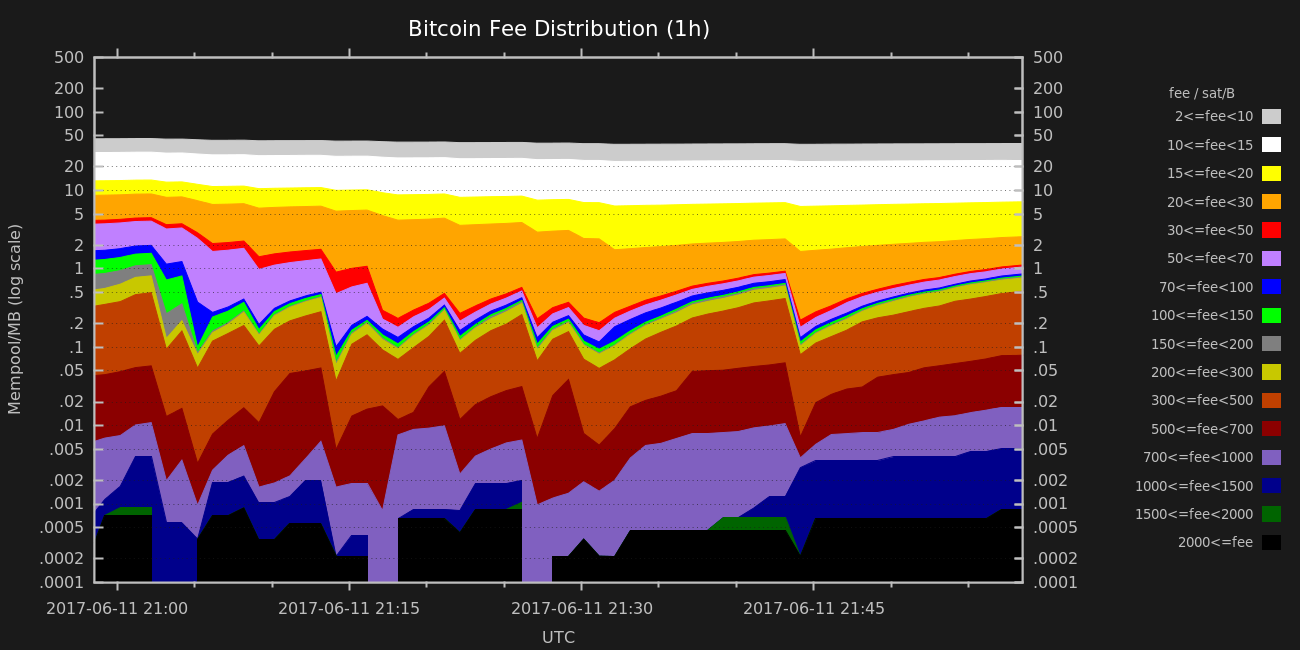 Bitcoin Fee Distribution (1h)
Mempool/MB (log scale)
500
200
100
50
20
10
5
2
1
.5
.2
.1
.05
.02
.01
.005
.002
.001
.0005
.0002
.0001
500
200
100
50
20
10
5
2
1
.5
.2
.1
.05
.02
.01
.005
.002
.001
.0005
.0002
.0001
2017-06-11 21:00 2017-06-11 21:15 2017-06-11 21:30 2017-06-11 21:45
UTC
fee / sat/B
2<=fee<10
10<=fee<15
15<=fee<20
20<=fee<30
30<=fee<50
50<=fee<70
70<=fee<100
100<=fee<150
150<=fee<200
200<=fee<300
300<=fee<500
500<=fee<700
700<=fee<1000
1000<=fee<1500
1500<=fee<2000
2000<=fee